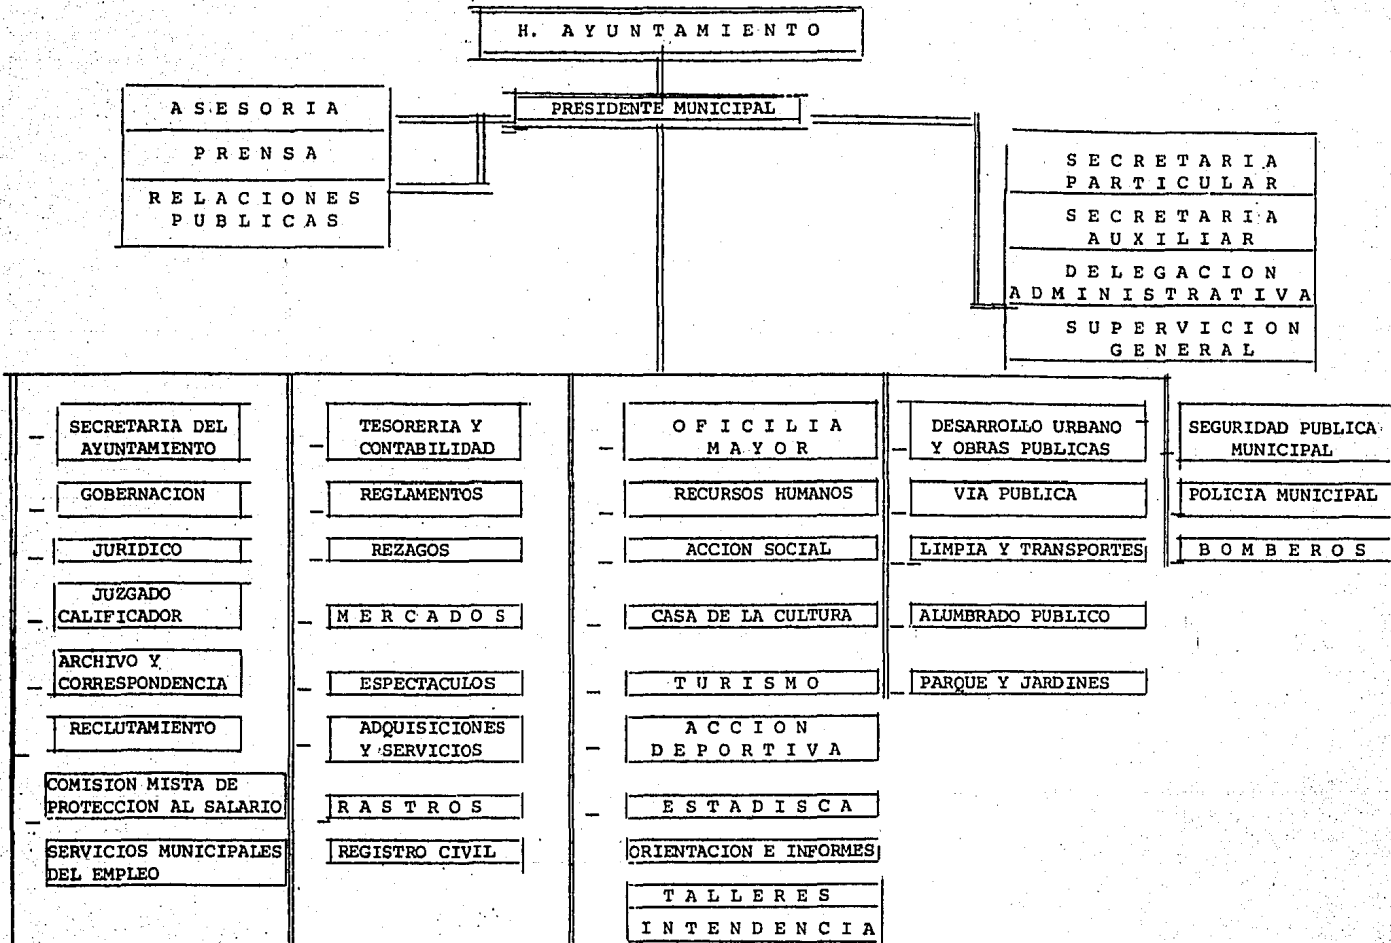 H. AYUNTAMIENTO
PRESIDENTE MUNICIPAL
ASESORIA
PRENSA
RELACIONES
PUBLICAS
SECRETARIA
PARTICULAR
SECRETARIA
AUXILIAR
DELEGACION
ADMINISTRATIVA
SUPERVICION
GENERAL
SECRETARIA DEL
AYUNTAMIENTO
GOBERNACION
JURIDICO
JUZGADO
CALIFICADOR
ARCHIVO Y
CORRESPONDENCIA
RECLUTAMIENTO
COMISION MISTA DE
PROTECCION AL SALARIO
SERVICIOS MUNICIPALES
DEL EMPLEO
TESORERIA Y
CONTABILIDAD
REGLAMENTOS
REZAGOS
MERCADOS
ESPECTACULOS
ADQUISICIONES
Y SERVICIOS
RASTROS
REGISTRO CIVIL
OFICILIA
MAYOR
RECURSOS HUMANOS
ACCION SOCIAL
CASA DE LA CULTURA
TURISMO
ACCION
DEPORTIVA
ESTADISCA
ORIENTACION E INFORMES
TALLERES
INTENDENCIA
DESARROLLO URBANO
Y OBRAS PUBLICAS
VIA PUBLICA
LIMPIA Y TRANSPORTES
ALUMBRADO PUBLICO
PARQUE Y JARDINES
SEGURIDAD PUBLICA
MUNICIPAL
POLICIA MUNICIPAL
BOMBEROS